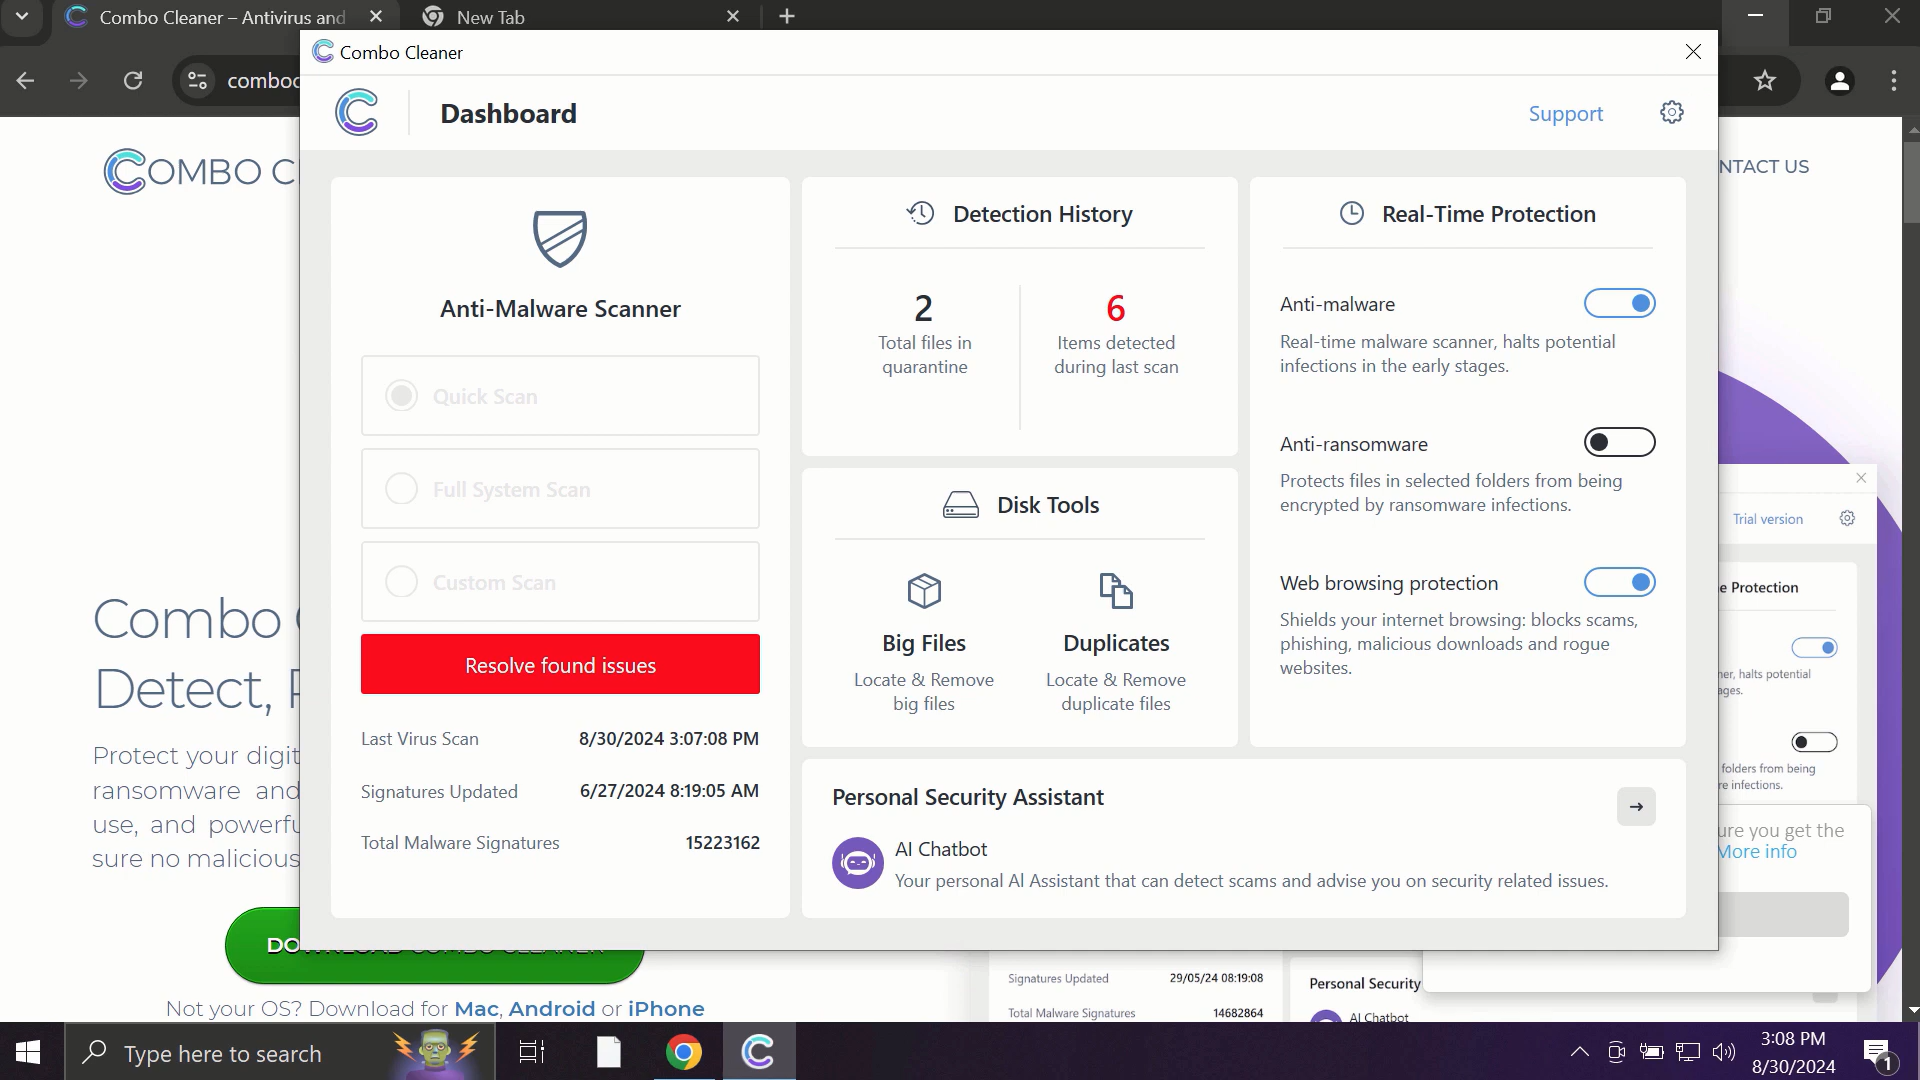 Combo Cleaner – Antivirus and
New Tab
Combo Cleaner
Dashboard
Support
Anti-Malware Scanner
Quick Scan
Full System Scan
Custom Scan
Resolve found issues
Last Virus Scan 8/30/2024 3:07:08 PM
Signatures Updated 6/27/2024 8:19:05 AM
Total Malware Signatures 15223162
Detection History
2
Total files in
quarantine
6
Items detected
during last scan
Disk Tools
Big Files
Locate & Remove
big files
Duplicates
Locate & Remove
duplicate files
Real-Time Protection
Anti-malware
Real-time malware scanner, halts potential
infections in the early stages.
Anti-ransomware
Protects files in selected folders from being
encrypted by ransomware infections.
Web browsing protection
Shields your internet browsing: blocks scams,
phishing, malicious downloads and rogue
websites.
Personal Security Assistant
AI Chatbot
Your personal AI Assistant that can detect scams and advise you on security related issues.
COMBO C
NTACT US
Combo
Detect,
Protect your digit
ransomware and
use, and powerfu
sure no malicious
DOWNLOAD COMBO CLEANER
Not your OS? Download for Mac, Android or iPhone
Trial version
e Protection
ner, halts potential
ages.
folders from being
re infections.
ure you get the
More info
Signatures Updated 29/05/24 08:19:08
Total Malware Signatures 14682864
Personal Security
AI Chatbot
Type here to search
3:08 PM
8/30/2024
1